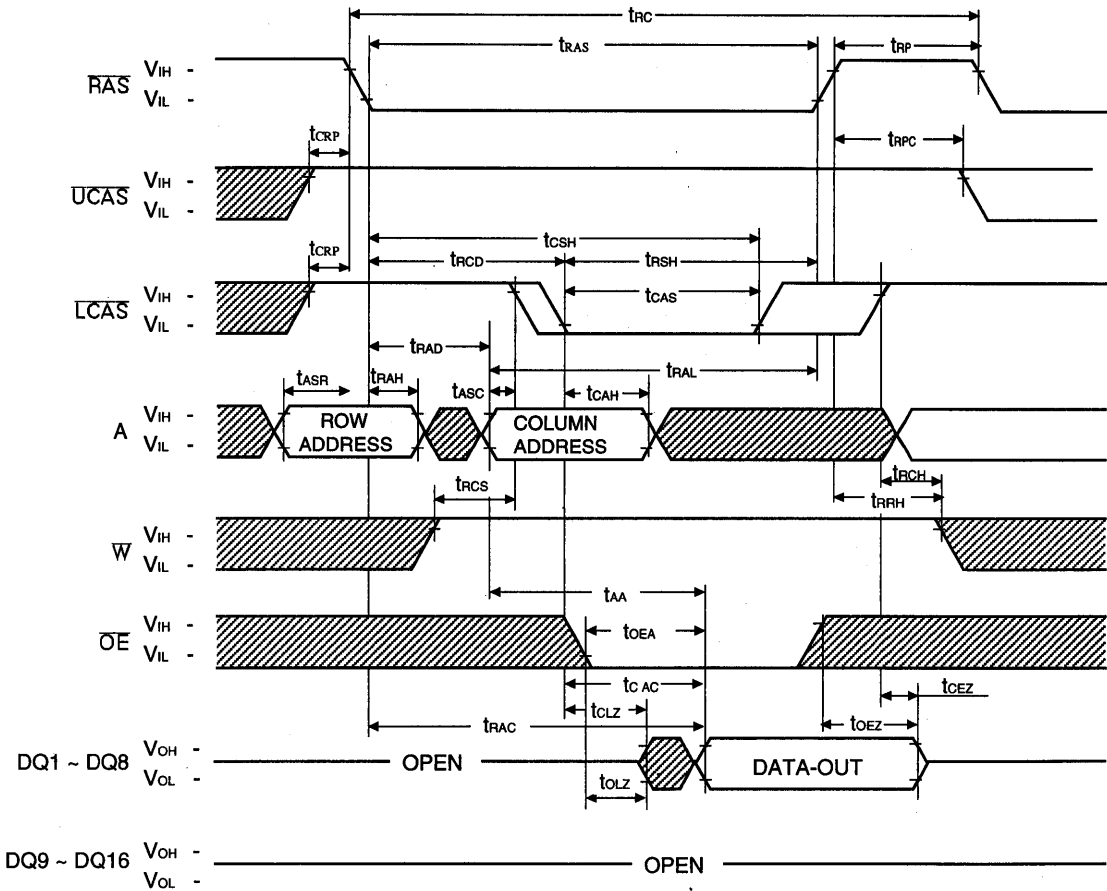 tRC
tRAS
tRP
RAS
VIH -
VIL -
tCRP
tRPC
UCAS
VIH -
VIL -
tCSH
tCRP
tRCD
tRSH
LCAS
VIH -
VIL -
tCAS
tRAD
tRAL
tASR
tRAH
tASC
tCAH
A
VIH -
VIL -
ROW
ADDRESS
COLUMN
ADDRESS
tRCS
tRCH
tRRH
W
VIH -
VIL -
tAA
OE
VIH -
VIL -
tOEA
tC AC
tCEZ
tCLZ
tRAC
tOEZ
DQ1 ~ DQ8
VOH -
VOL -
OPEN
DATA-OUT
tOLZ
DQ9 ~ DQ16
VOH -
VOL -
OPEN